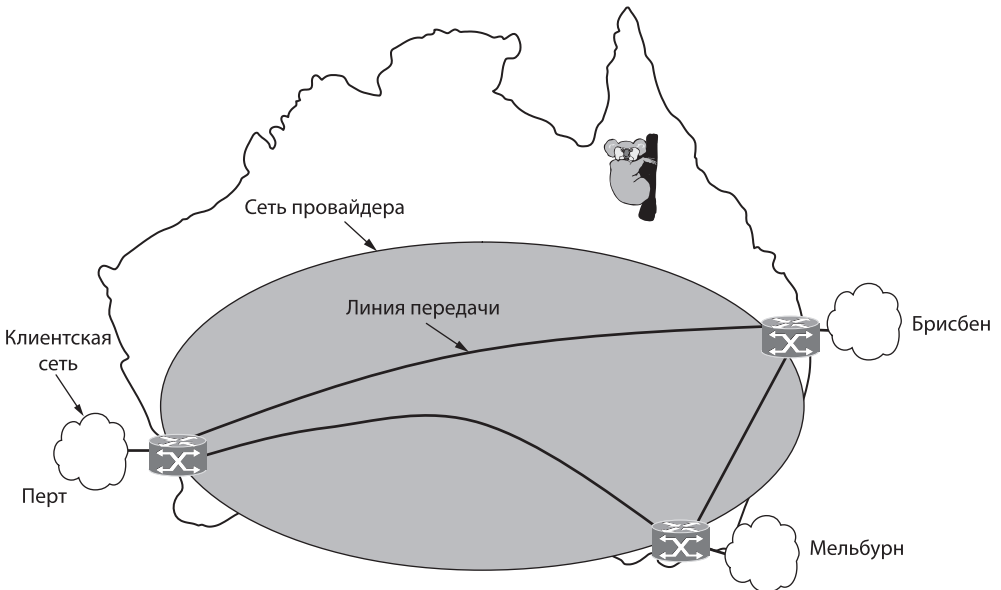 Сеть провайдера
Линия передачи
Клиентская
сеть
Брисбен
Перт
Мельбурн